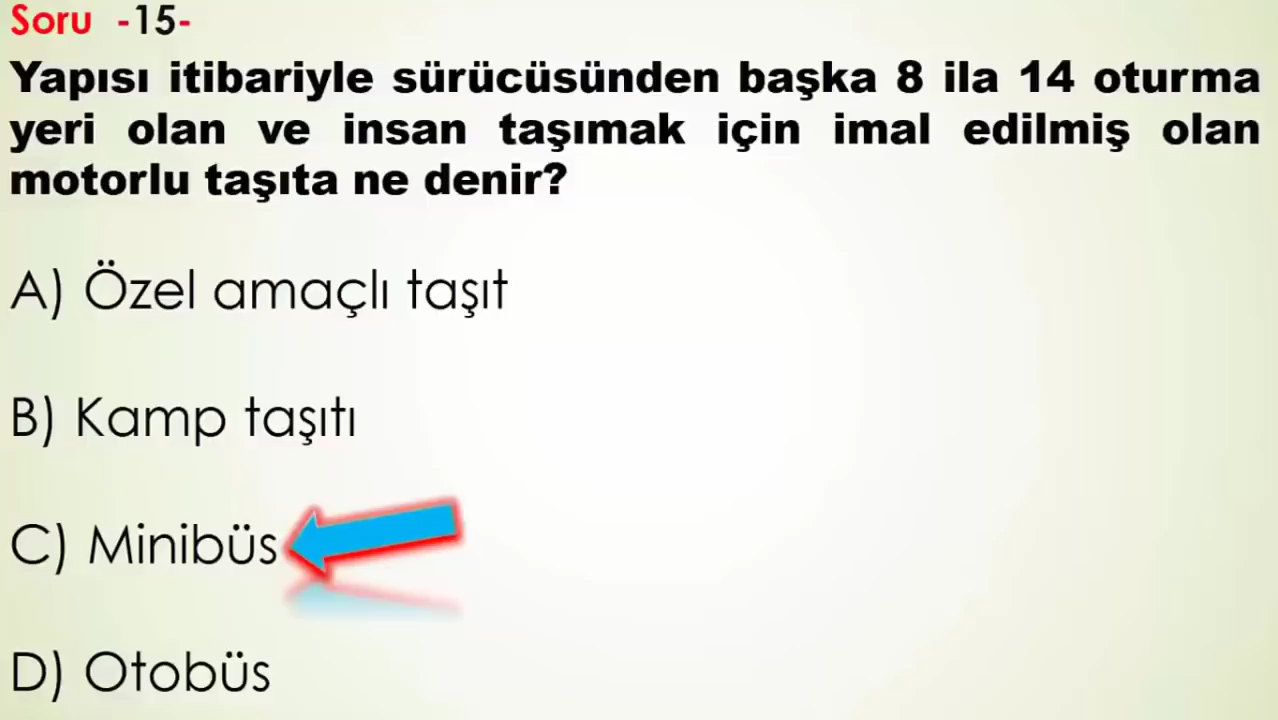 Soru -15-
Yapısı itibariyle sürücüsünden başka 8 ila 14 oturma
yeri olan ve insan taşımak için imal edilmiş olan
motorlu taşıta ne denir?
A) Özel amaçlı taşıt
B) Kamp taşıtı
C) Minibüs
D) Otobüs